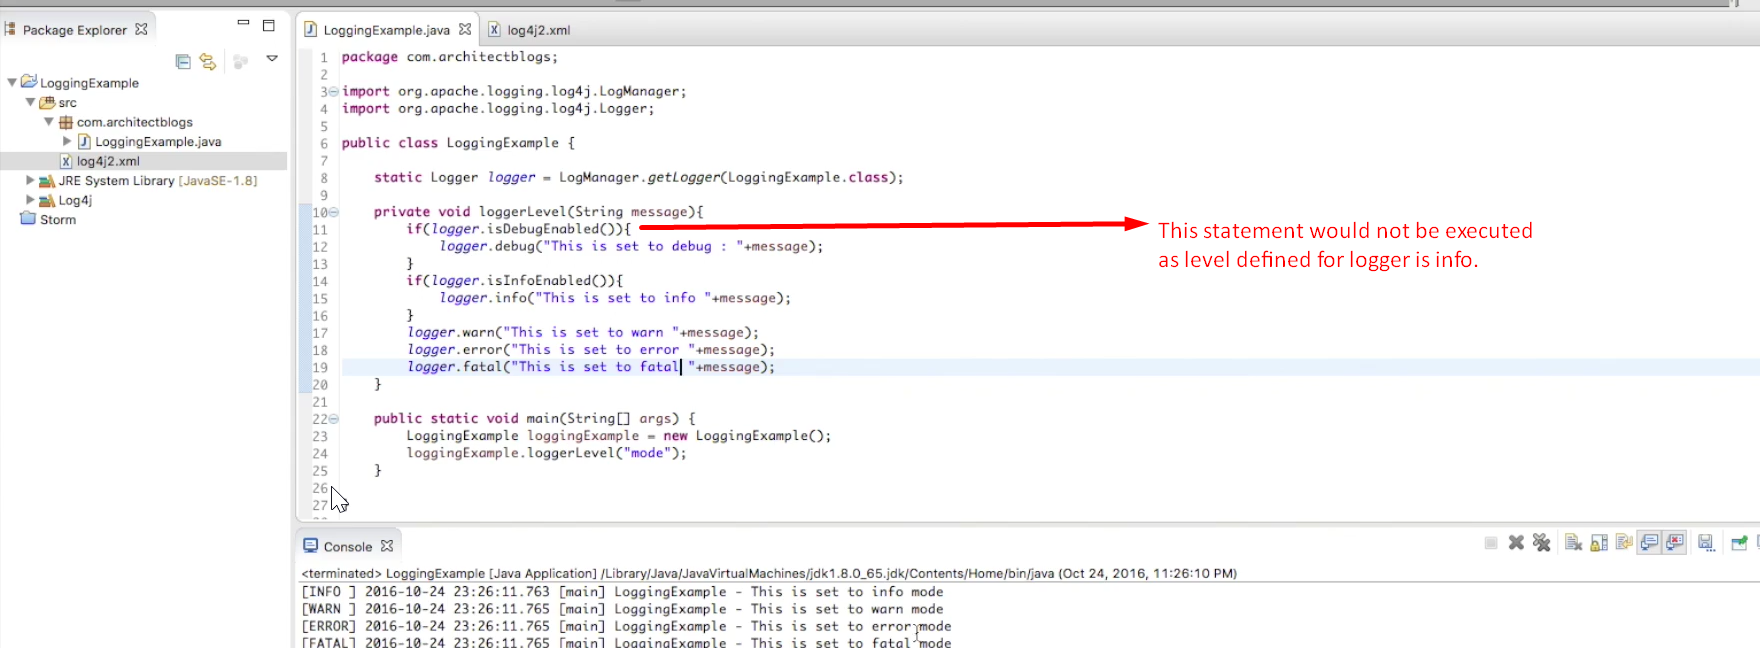 Package Explorer
LoggingExample
src
com.architectblogs
LoggingExample.java
log4j2.xml
JRE System Library [JavaSE-1.8]
Log4j
Storm
LoggingExample.java
log4j2.xml
1 package com.architectblogs;
2
3 import org.apache.logging.log4j.LogManager;
4 import org.apache.logging.log4j.Logger;
5
6 public class LoggingExample {
7
8 static Logger logger = LogManager.getLogger(LoggingExample.class);
9
10 private void loggerLevel(String message){
11 if(logger.isDebugEnabled()){
12 logger.debug("This is set to debug : "+message);
13 }
14 if(logger.isInfoEnabled()){
15 logger.info("This is set to info "+message);
16 }
17 logger.warn("This is set to warn "+message);
18 logger.error("This is set to error "+message);
19 logger.fatal("This is set to fatal "+message);
20 }
21
22 public static void main(String[] args) {
23 LoggingExample loggingExample = new LoggingExample();
24 loggingExample.loggerLevel("mode");
25 }
26
27
This statement would not be executed
as level defined for logger is info.
Console
<terminated> LoggingExample [Java Application] /Library/Java/JavaVirtualMachines/jdk1.8.0_65.jdk/Contents/Home/bin/java (Oct 24, 2016, 11:26:10 PM)
[INFO ] 2016-10-24 23:26:11.763 [main] LoggingExample - This is set to info mode
[WARN ] 2016-10-24 23:26:11.765 [main] LoggingExample - This is set to warn mode
[ERROR] 2016-10-24 23:26:11.765 [main] LoggingExample - This is set to error mode
[FATAL] 2016-10-24 23:26:11.765 [main] LoggingExample - This is set to fatal mode